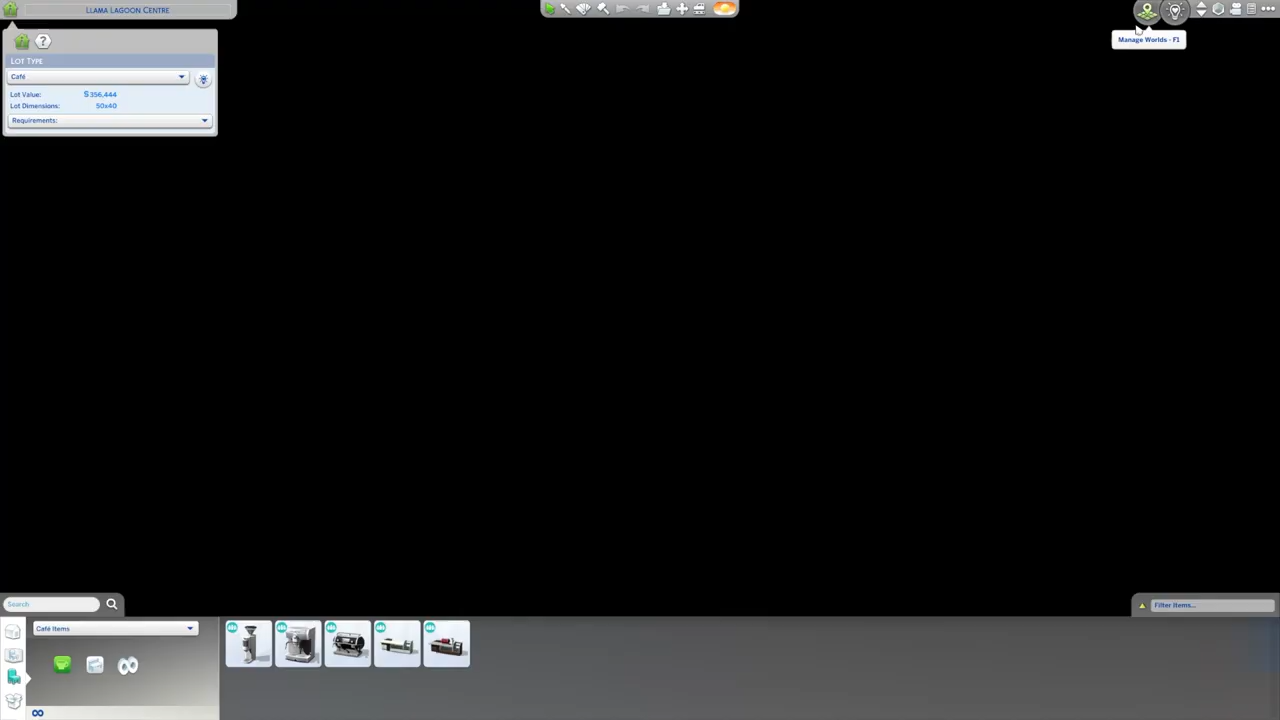 LLAMA LAGOON CENTRE
Manage Worlds - F1
LOT TYPE
Café
Lot Value: §356,444
Lot Dimensions: 50x40
Requirements:
Search
Filter Items...
Café Items